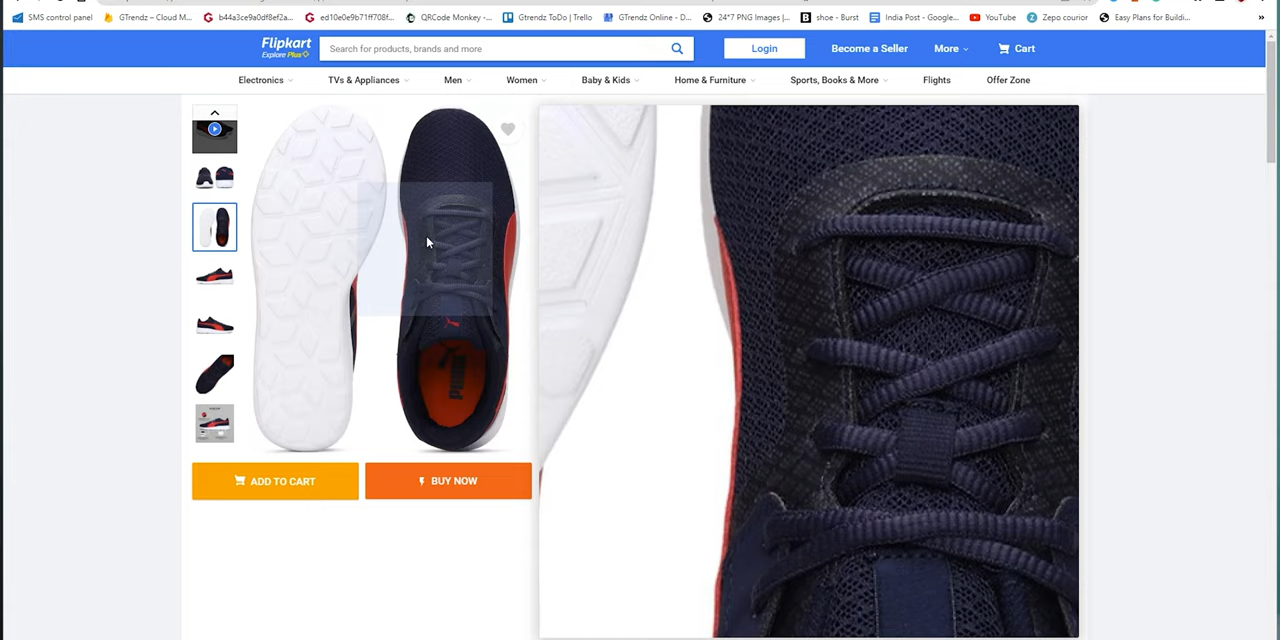 SMS control panel GTrendz – Cloud M... b44a3ce9a0df8ef2a... ed10e0e9b71ff708f... QRCode Monkey -... Gtrendz ToDo | Trello GTrendz Online - D... 24*7 PNG Images |... shoe - Burst India Post - Google... YouTube Zepo courior Easy Plans for Buildi... »
Flipkart
Explore Plus
Search for products, brands and more
Login
Become a Seller
More
Cart
Electronics TVs & Appliances Men Women Baby & Kids Home & Furniture Sports, Books & More Flights Offer Zone
PUMA
ADD TO CART
BUY NOW